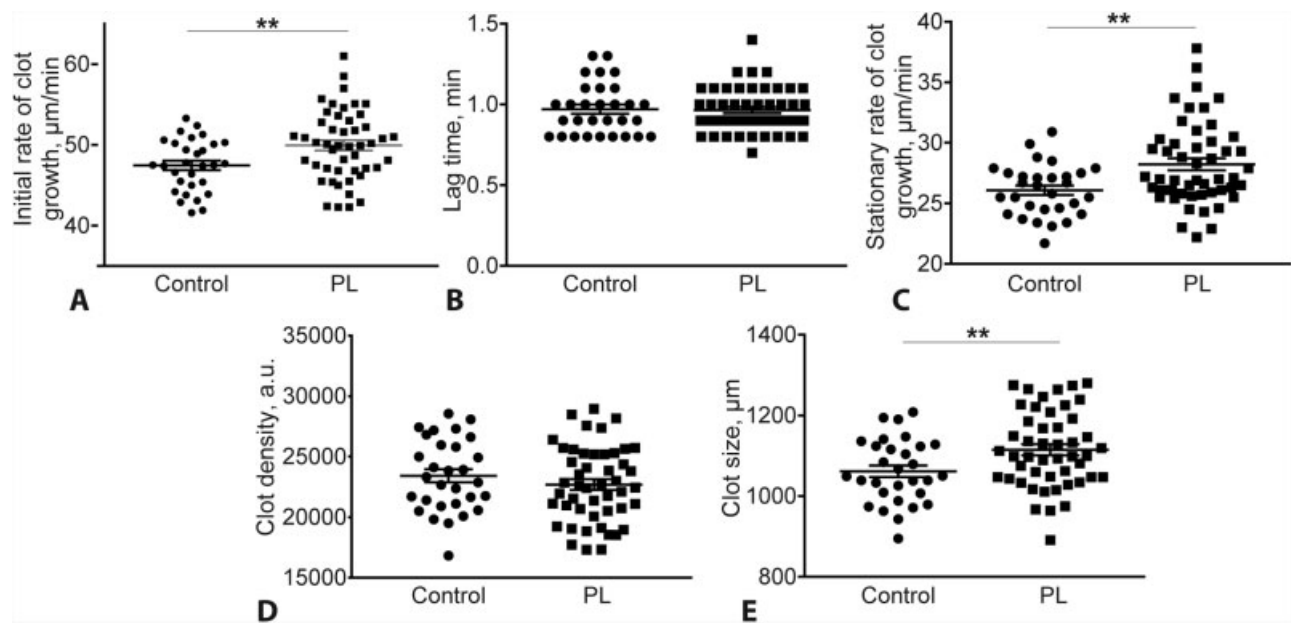 Initial rate of clot
growth, µm/min
60
50
40
**
Control
PL
A
Lag time, min
1.5
1.0
0.5
0.0
Control
PL
B
Stationary rate of clot
growth, µm/min
40
35
30
25
20
**
Control
PL
C
Clot density, a.u.
35000
30000
25000
20000
15000
Control
PL
D
Clot size, µm
1400
1200
1000
800
**
Control
PL
E